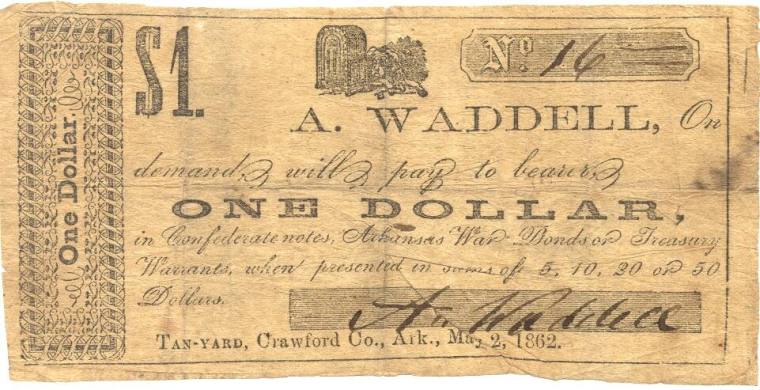 One Dollar.
$1.
No. 16
A. WADDELL, On
demand, will pay to bearer,
ONE DOLLAR,
in Confederate notes, Arkansas War Bonds or Treasury
Warrants, when presented in sums of 5, 10, 20 or 50
Dollars.
A. Waddell
TAN-YARD, Crawford Co., Ark., May 2, 1862.